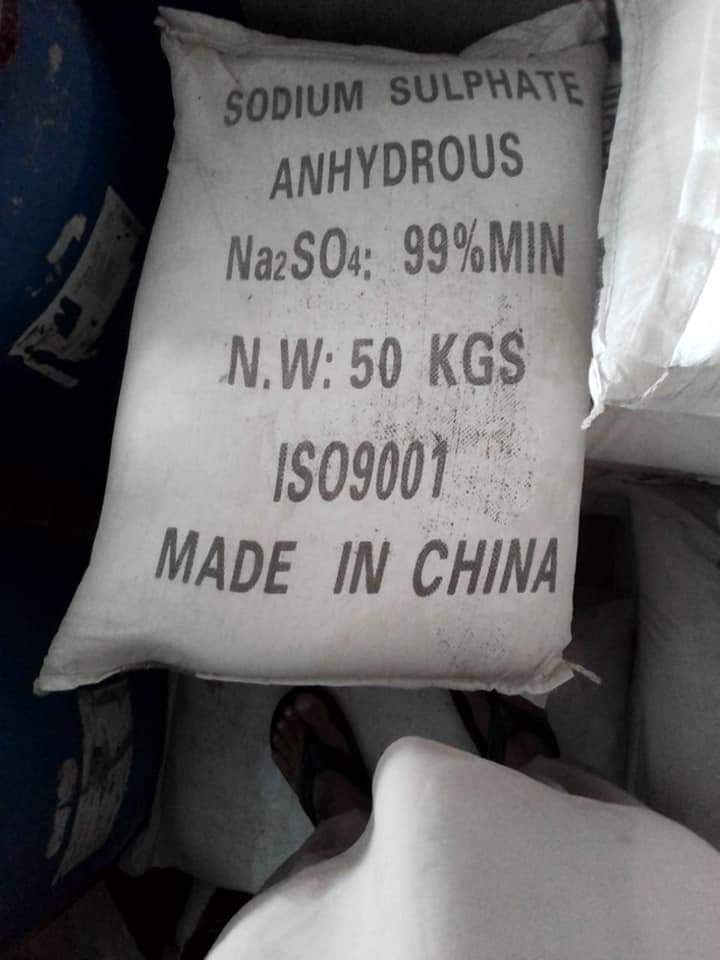 SODIUM SULPHATE
ANHYDROUS
Na2SO4: 99%MIN
N.W: 50 KGS
ISO9001
MADE IN CHINA